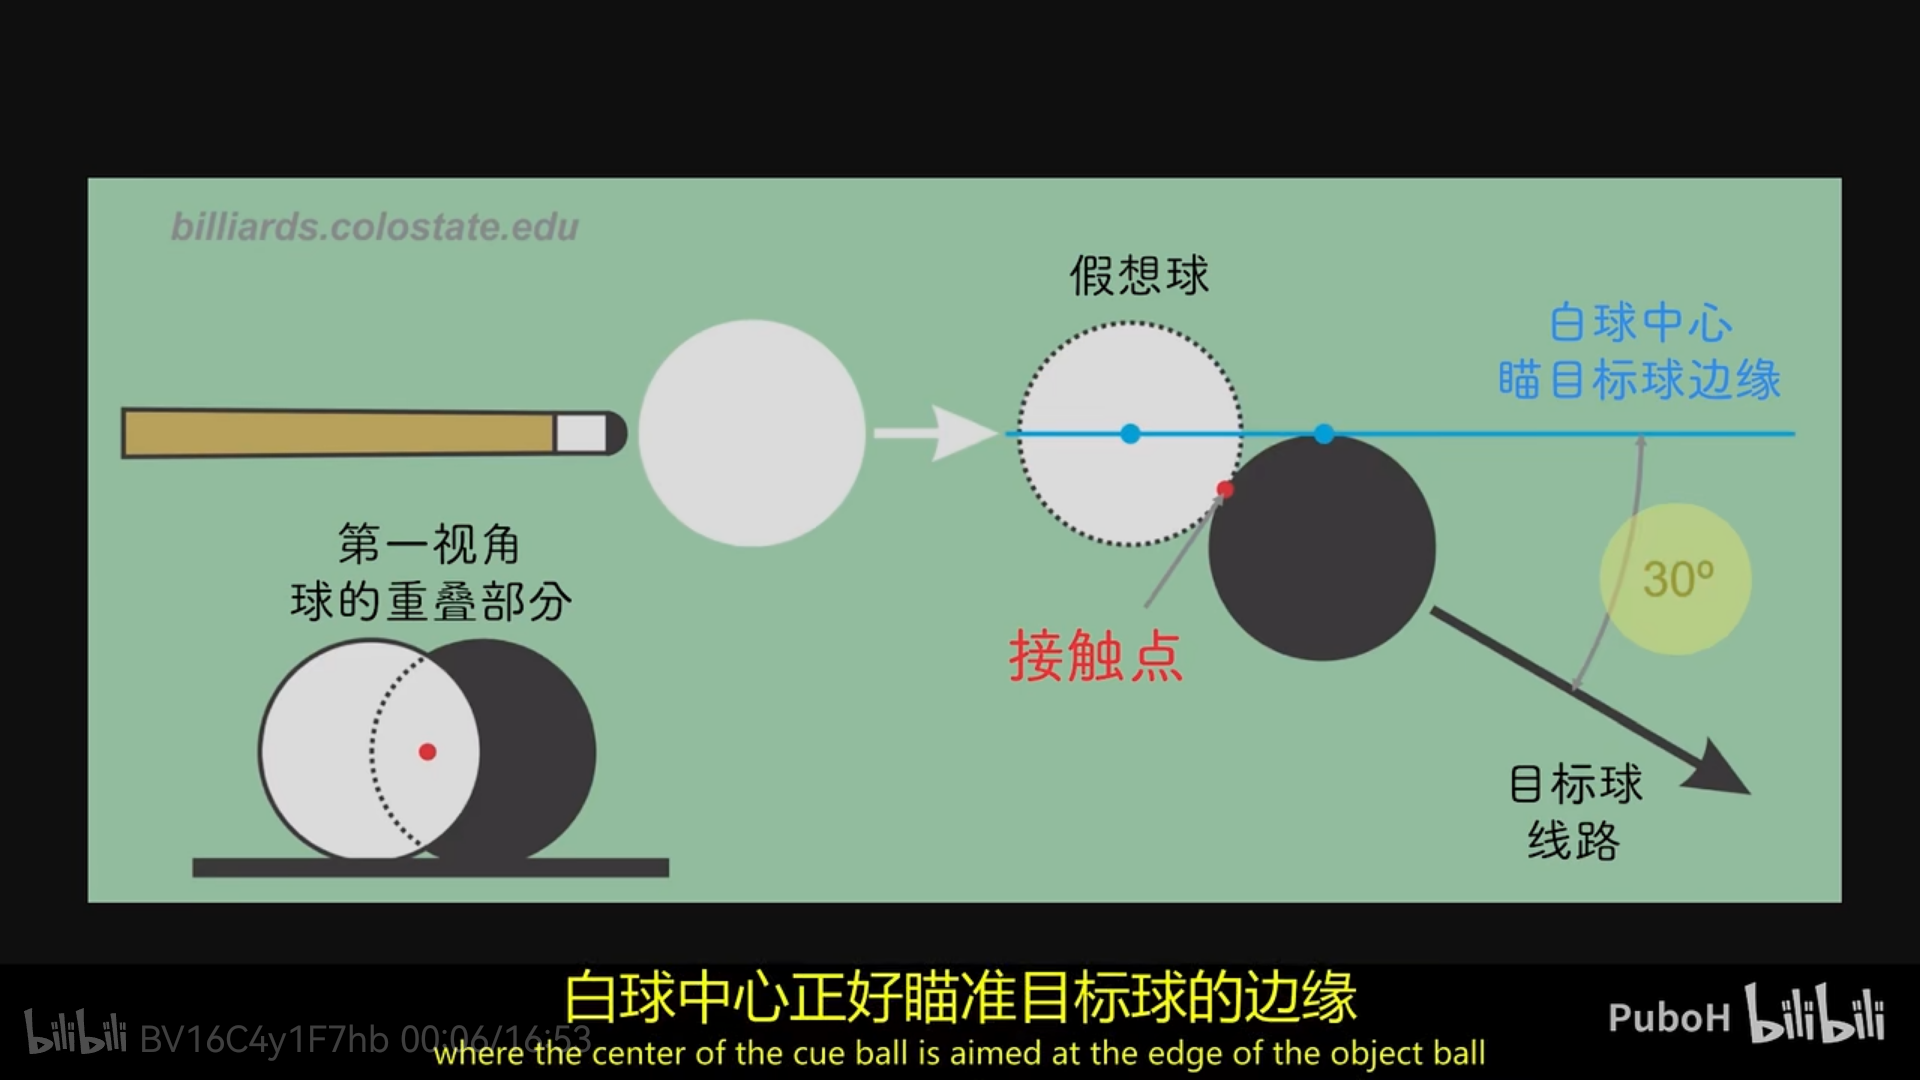 billiards.colostate.edu
假想球
白球中心
瞄目标球边缘
第一视角
球的重叠部分
接触点
30º
目标球
线路
白球中心正好瞄准目标球的边缘
where the center of the cue ball is aimed at the edge of the object ball
bilibili BV16C4y1F7hb 00:06/16:53
PuboH bilibili